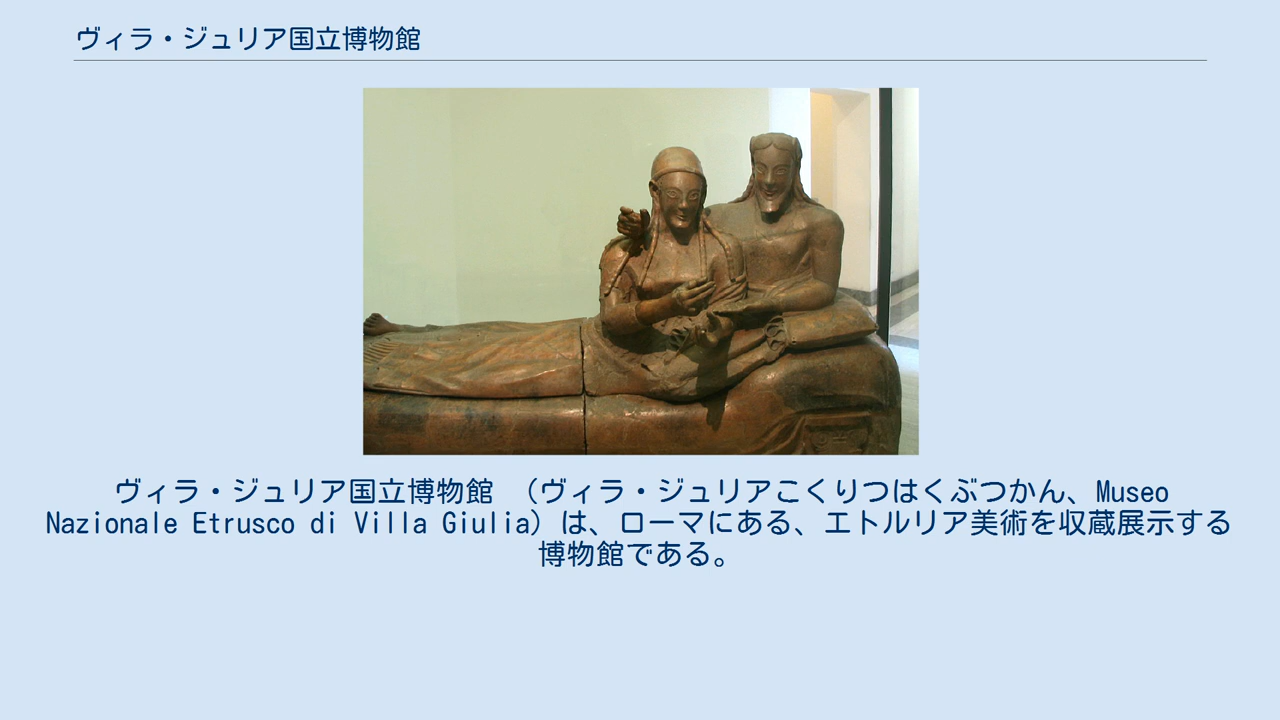 ヴィラ・ジュリア国立博物館
ヴィラ・ジュリア国立博物館 （ヴィラ・ジュリアこくりつはくぶつかん、Museo
Nazionale Etrusco di Villa Giulia）は、ローマにある、エトルリア美術を収蔵展示する
博物館である。